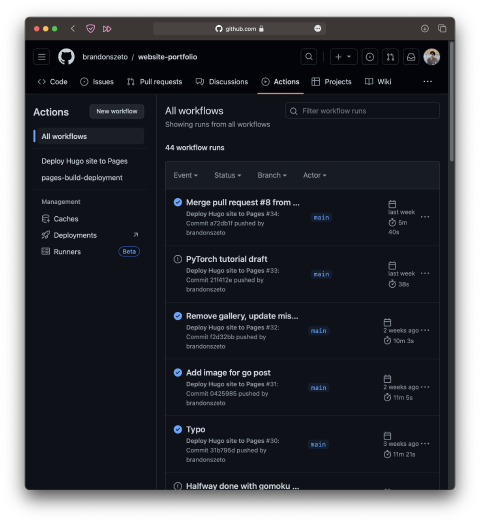 github.com
brandonszeto / website-portfolio
Code Issues Pull requests Discussions Actions Projects Wiki
Actions
New workflow
All workflows
Deploy Hugo site to Pages
pages-build-deployment
Management
Caches
Deployments
Runners Beta
All workflows
Showing runs from all workflows
Filter workflow runs
44 workflow runs
Event Status Branch Actor
Merge pull request #8 from ...
Deploy Hugo site to Pages #34:
Commit a72db1f pushed by
brandonszeto
main
last week
5m
40s
PyTorch tutorial draft
Deploy Hugo site to Pages #33:
Commit 21f412e pushed by
brandonszeto
main
last week
38s
Remove gallery, update mis...
Deploy Hugo site to Pages #32:
Commit f2d32bb pushed by
brandonszeto
main
2 weeks ago
10m 3s
Add image for go post
Deploy Hugo site to Pages #31:
Commit 0425985 pushed by
brandonszeto
main
2 weeks ago
11m 5s
Typo
Deploy Hugo site to Pages #30:
Commit 31b795d pushed by
brandonszeto
main
3 weeks ago
11m 21s
Halfway done with gomoku ...